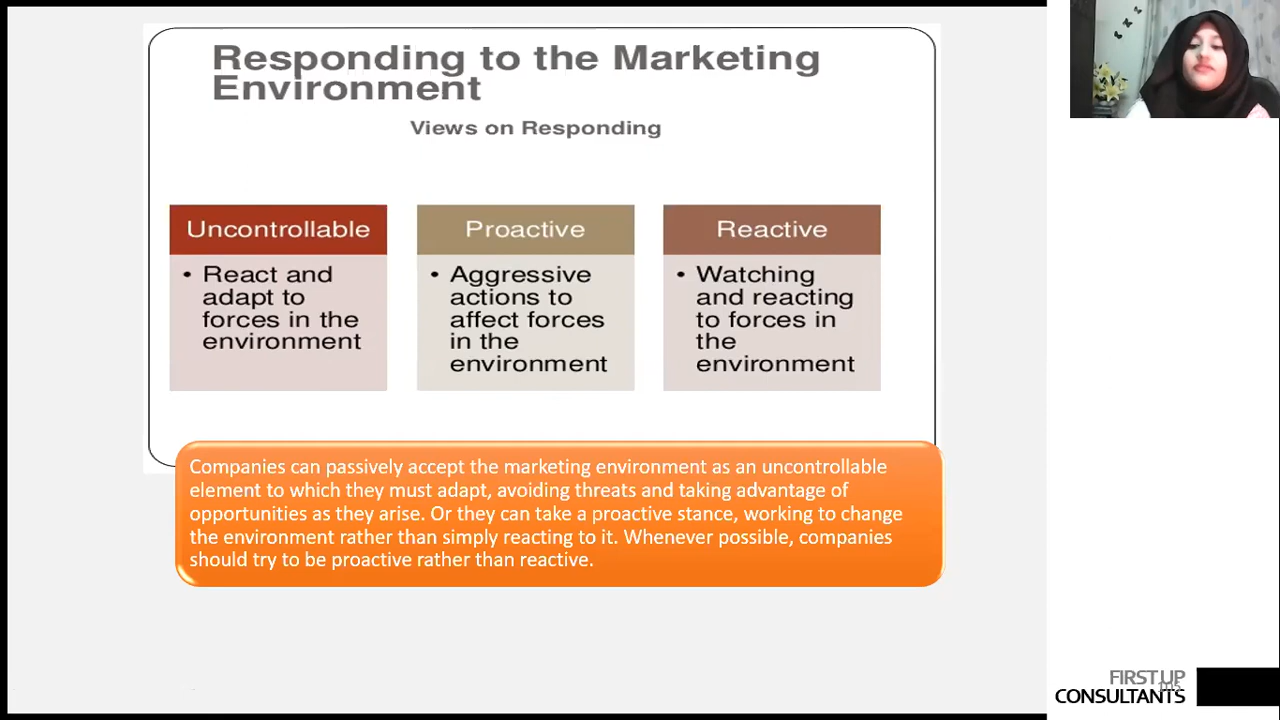 Responding to the Marketing
Environment
Views on Responding
Uncontrollable
• React and
adapt to
forces in the
environment
Proactive
• Aggressive
actions to
affect forces
in the
environment
Reactive
• Watching
and reacting
to forces in
the
environment
Companies can passively accept the marketing environment as an uncontrollable
element to which they must adapt, avoiding threats and taking advantage of
opportunities as they arise. Or they can take a proactive stance, working to change
the environment rather than simply reacting to it. Whenever possible, companies
should try to be proactive rather than reactive.
FIRST UP
CONSULTANTS